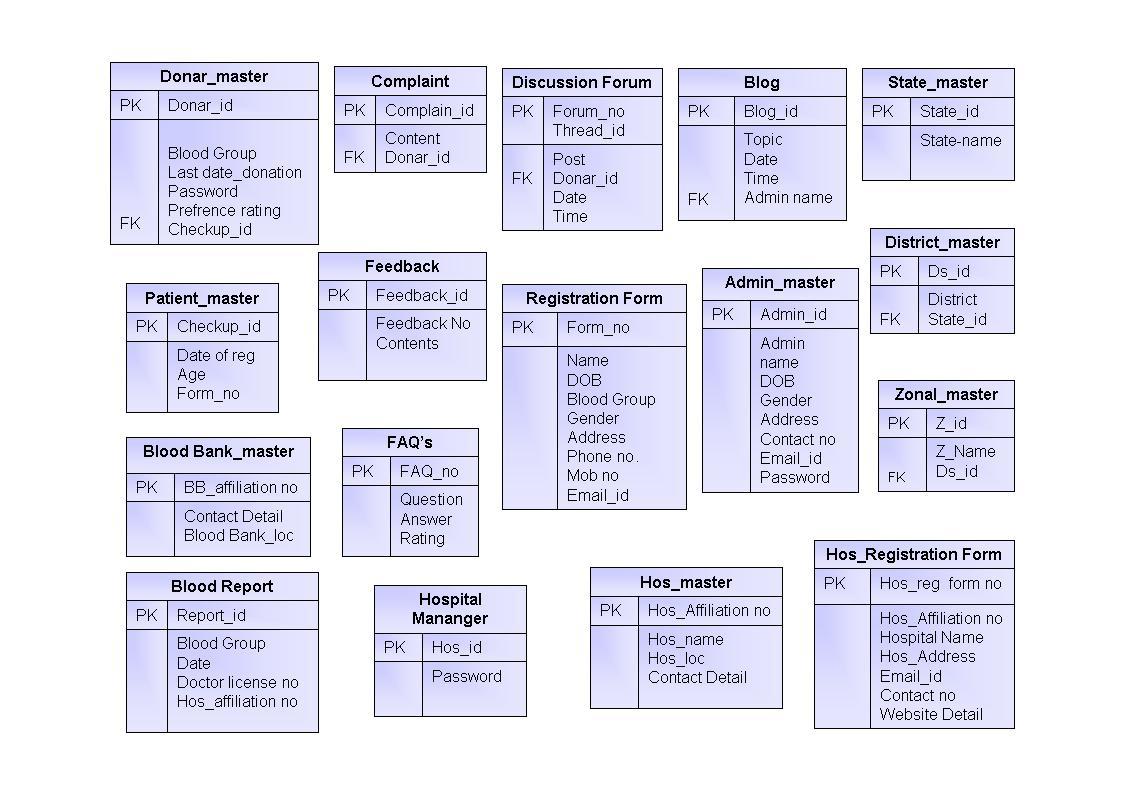 Donar_master
PK Donar_id
Blood Group
Last date_donation
Password
Prefrence rating
FK Checkup_id
Complaint
PK Complain_id
Content
FK Donar_id
Discussion Forum
PK Forum_no
Thread_id
Post
FK Donar_id
Date
Time
Blog
PK Blog_id
Topic
Date
Time
FK Admin name
State_master
PK State_id
State-name
District_master
PK Ds_id
District
FK State_id
Patient_master
PK Checkup_id
Date of reg
Age
Form_no
Feedback
PK Feedback_id
Feedback No
Contents
Registration Form
PK Form_no
Name
DOB
Blood Group
Gender
Address
Phone no.
Mob no
Email_id
Admin_master
PK Admin_id
Admin
name
DOB
Gender
Address
Contact no
Email_id
Password
Zonal_master
PK Z_id
Z_Name
FK Ds_id
Blood Bank_master
PK BB_affiliation no
Contact Detail
Blood Bank_loc
FAQ’s
PK FAQ_no
Question
Answer
Rating
Blood Report
PK Report_id
Blood Group
Date
Doctor license no
Hos_affiliation no
Hospital
Mananger
PK Hos_id
Password
Hos_master
PK Hos_Affiliation no
Hos_name
Hos_loc
Contact Detail
Hos_Registration Form
PK Hos_reg form no
Hos_Affiliation no
Hospital Name
Hos_Address
Email_id
Contact no
Website Detail